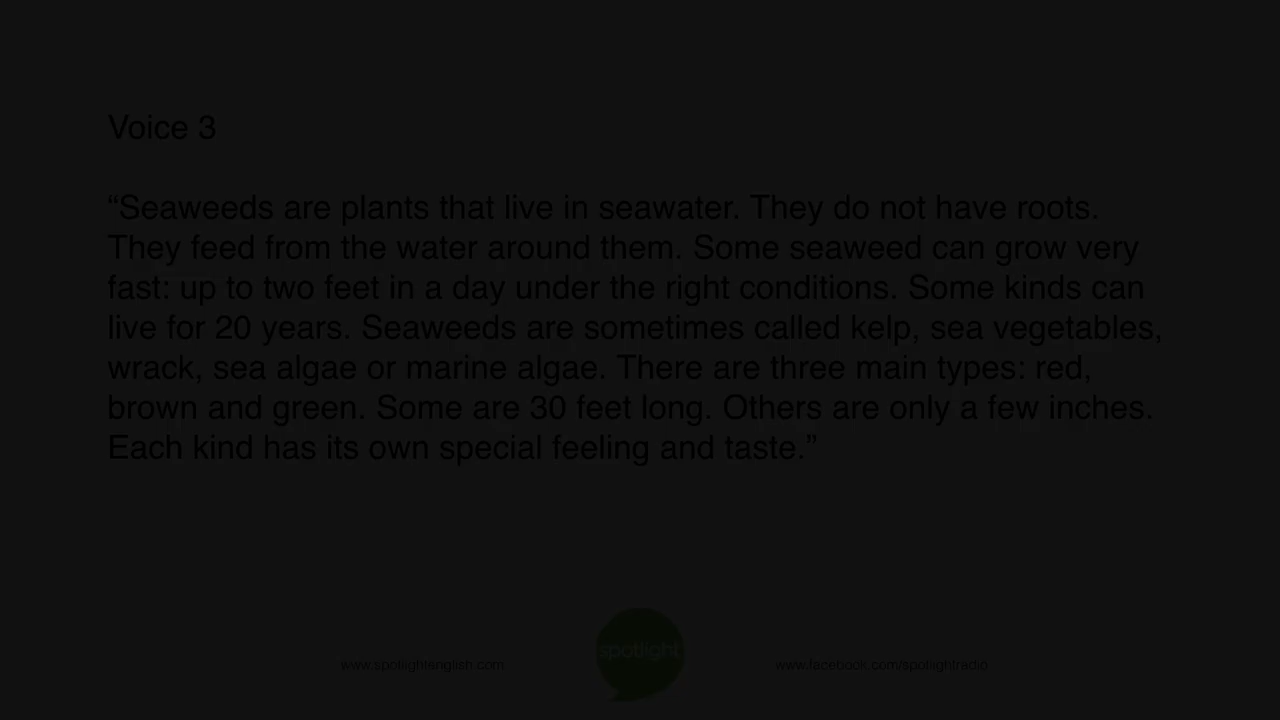 Voice 3
“Seaweeds are plants that live in seawater. They do not have roots.
They feed from the water around them. Some seaweed can grow very
fast: up to two feet in a day under the right conditions. Some kinds can
live for 20 years. Seaweeds are sometimes called kelp, sea vegetables,
wrack, sea algae or marine algae. There are three main types: red,
brown and green. Some are 30 feet long. Others are only a few inches.
Each kind has its own special feeling and taste.”
www.spotlightenglish.com
spotlight
www.facebook.com/spotlightradio